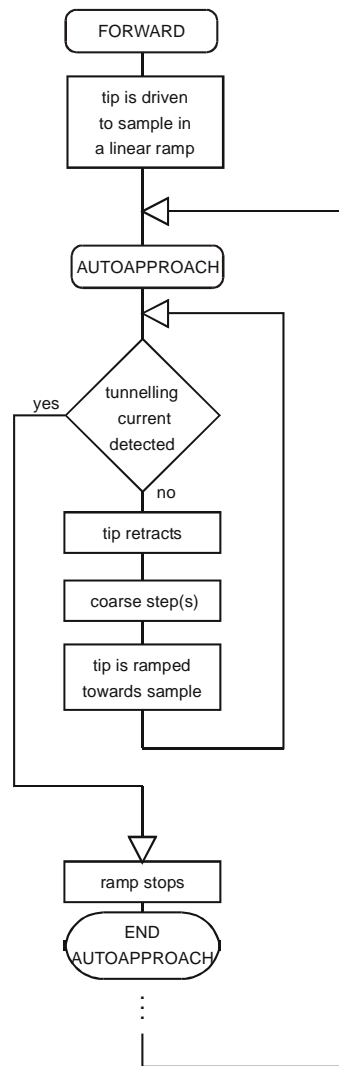 FORWARD
tip is driven
to sample in
a linear ramp
AUTOAPPROACH
tunnelling
current
detected
yes
no
tip retracts
coarse step(s)
tip is ramped
towards sample
ramp stops
END
AUTOAPPROACH